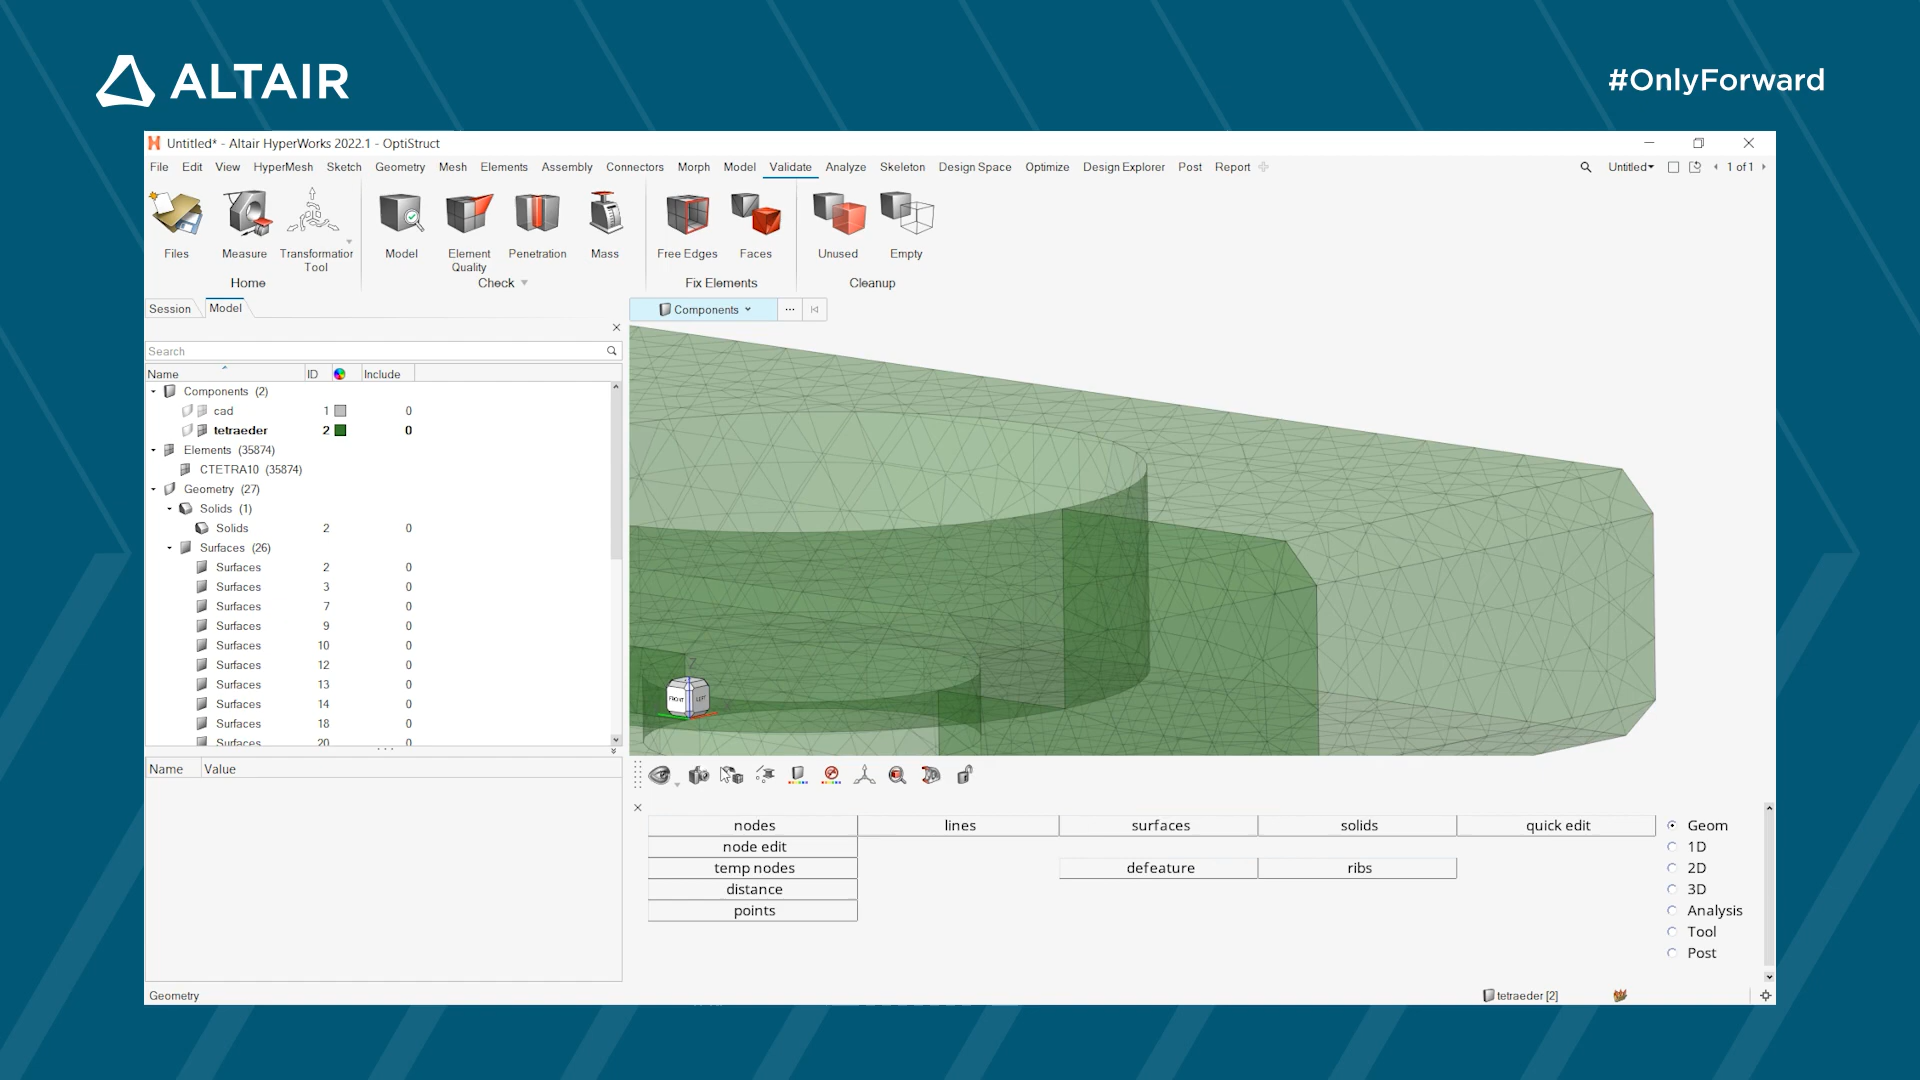 ALTAIR
#OnlyForward
Untitled* - Altair HyperWorks 2022.1 - OptiStruct
File Edit View HyperMesh Sketch Geometry Mesh Elements Assembly Connectors Morph Model Validate Analyze Skeleton Design Space Optimize Design Explorer Post Report Untitled 1 of 1
Files Measure Transformation Tool Model Element Quality Penetration Mass Free Edges Faces Unused Empty
Home Check Fix Elements Cleanup
Session Model
Components
Search
Name ID Include
Components (2)
cad 1 0
tetraeder 2 0
Elements (35874)
CTETRA10 (35874)
Geometry (27)
Solids (1)
Solids 2 0
Surfaces (26)
Surfaces 2 0
Surfaces 3 0
Surfaces 7 0
Surfaces 9 0
Surfaces 10 0
Surfaces 12 0
Surfaces 13 0
Surfaces 14 0
Surfaces 18 0
Surfaces 20 0
Z
FRONT LEFT
Name Value
nodes lines surfaces solids quick edit Geom
node edit 1D
temp nodes defeature ribs 2D
distance 3D
points Analysis
Tool
Post
Geometry
tetraeder [2]